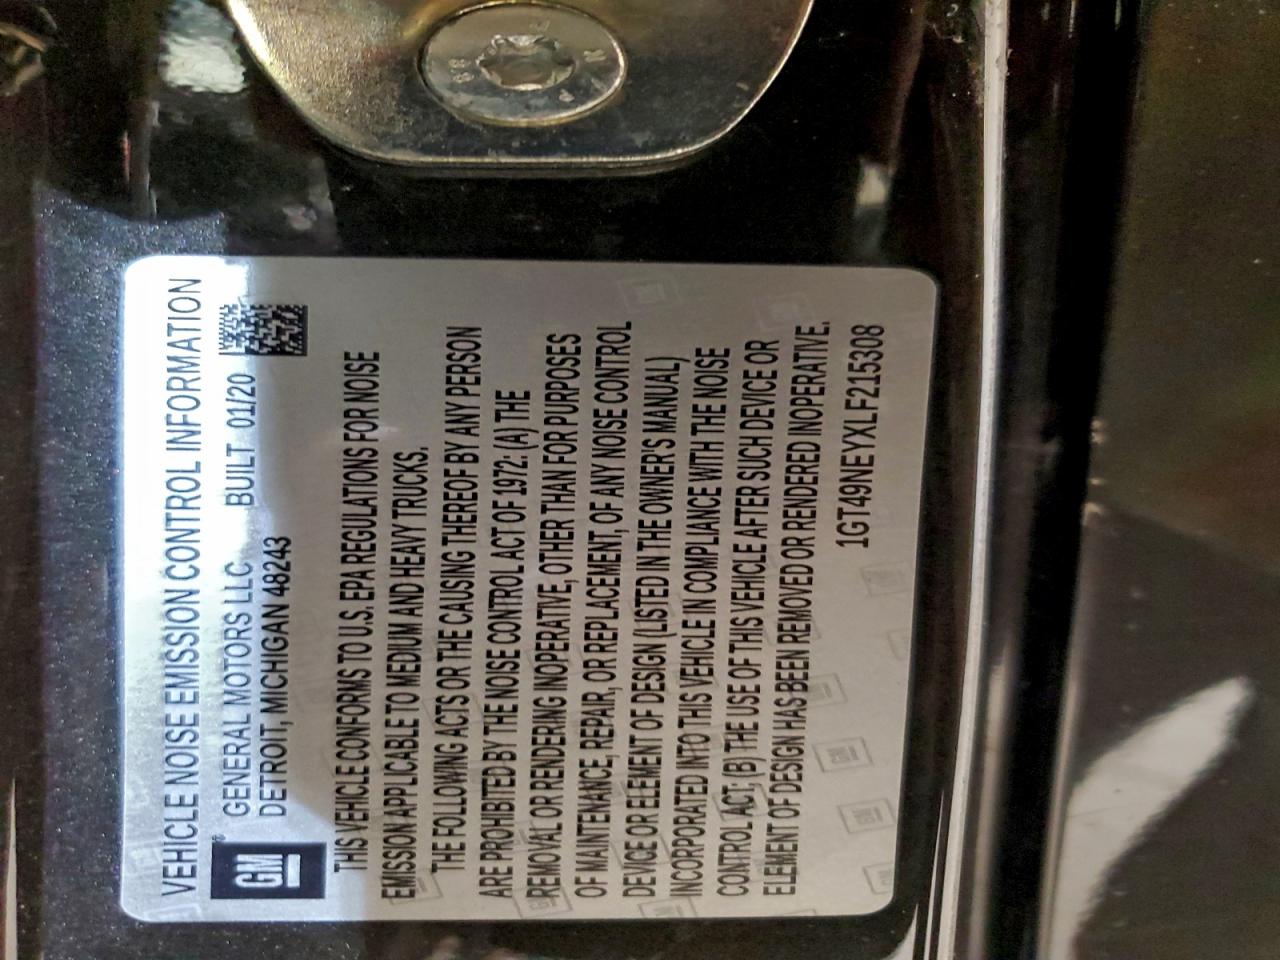 VEHICLE NOISE EMISSION CONTROL INFORMATION
GM®
GENERAL MOTORS LLC BUILT 01/20
DETROIT, MICHIGAN 48243
THIS VEHICLE CONFORMS TO U.S. EPA REGULATIONS FOR NOISE
EMISSION APPLICABLE TO MEDIUM AND HEAVY TRUCKS.
THE FOLLOWING ACTS OR THE CAUSING THEREOF BY ANY PERSON
ARE PROHIBITED BY THE NOISE CONTROL ACT OF 1972: (A) THE
REMOVAL OR RENDERING INOPERATIVE, OTHER THAN FOR PURPOSES
OF MAINTENANCE, REPAIR, OR REPLACEMENT, OF ANY NOISE CONTROL
DEVICE OR ELEMENT OF DESIGN (LISTED IN THE OWNER'S MANUAL)
INCORPORATED INTO THIS VEHICLE IN COMPLIANCE WITH THE NOISE
CONTROL ACT; (B) THE USE OF THIS VEHICLE AFTER SUCH DEVICE OR
ELEMENT OF DESIGN HAS BEEN REMOVED OR RENDERED INOPERATIVE.
1GT49NEYXLF215308